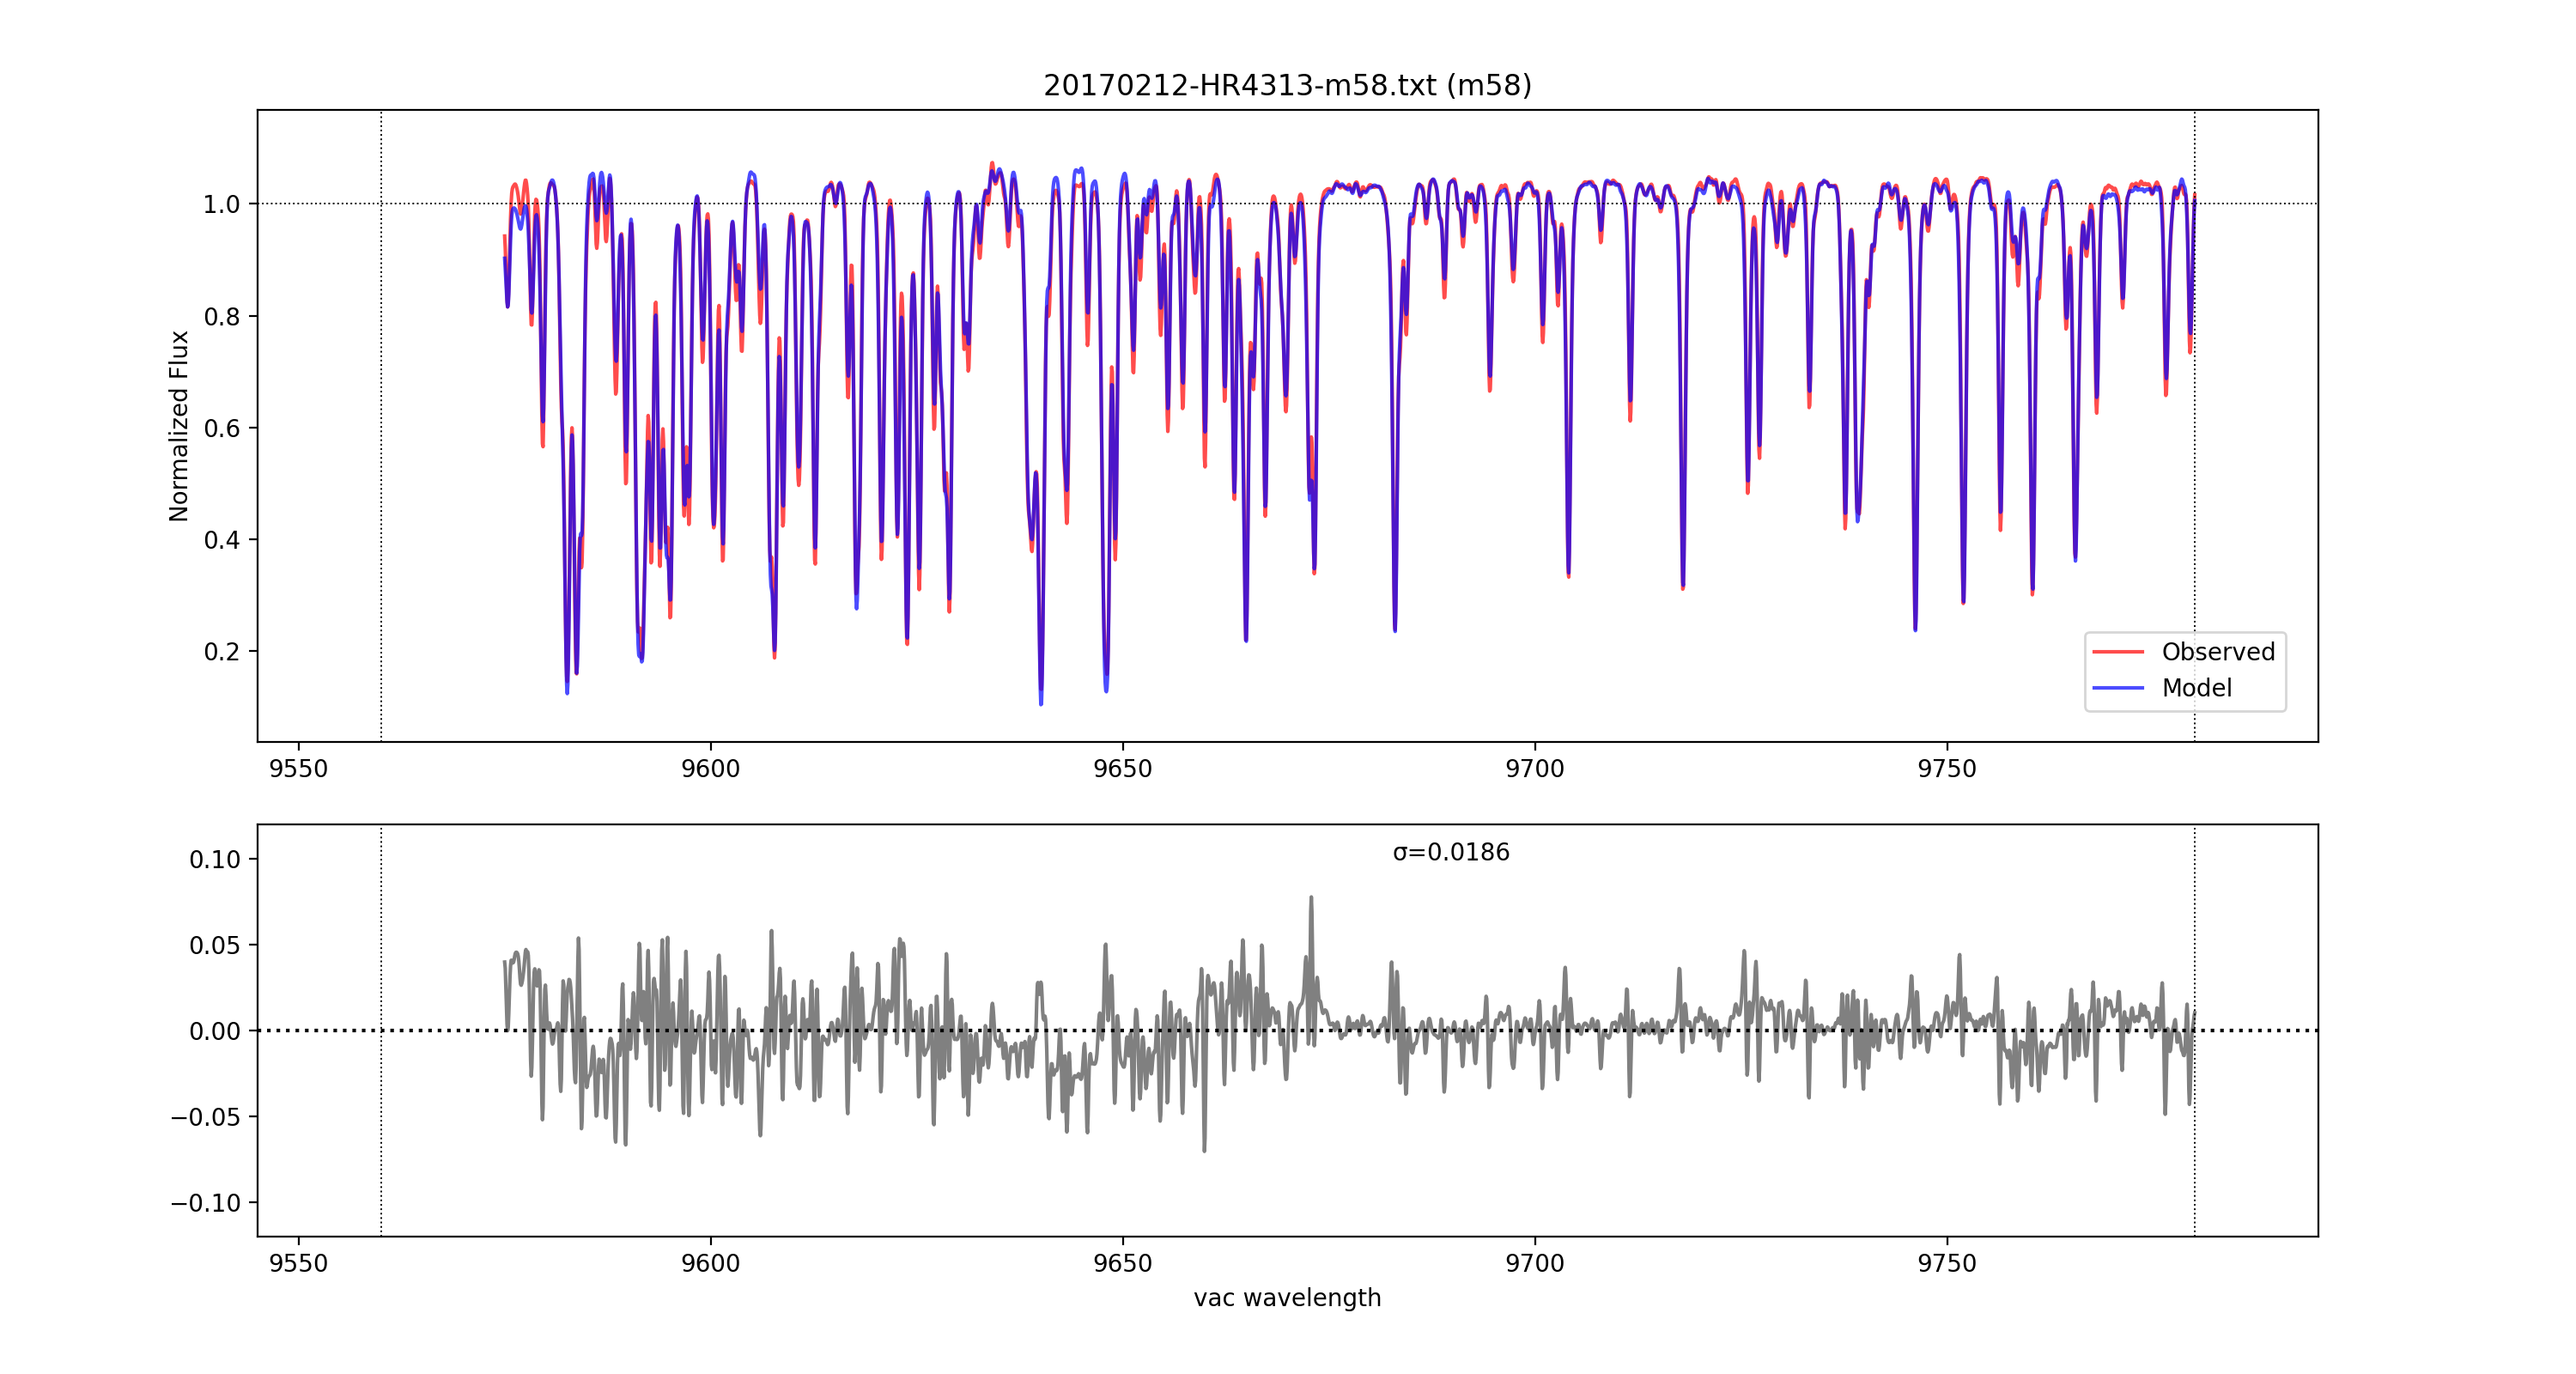 20170212-HR4313-m58.txt (m58)
Normalized Flux
1.0
0.8
0.6
0.4
0.2
Observed
Model
9550 9600 9650 9700 9750
σ=0.0186
0.10
0.05
0.00
−0.05
−0.10
9550 9600 9650 9700 9750
vac wavelength